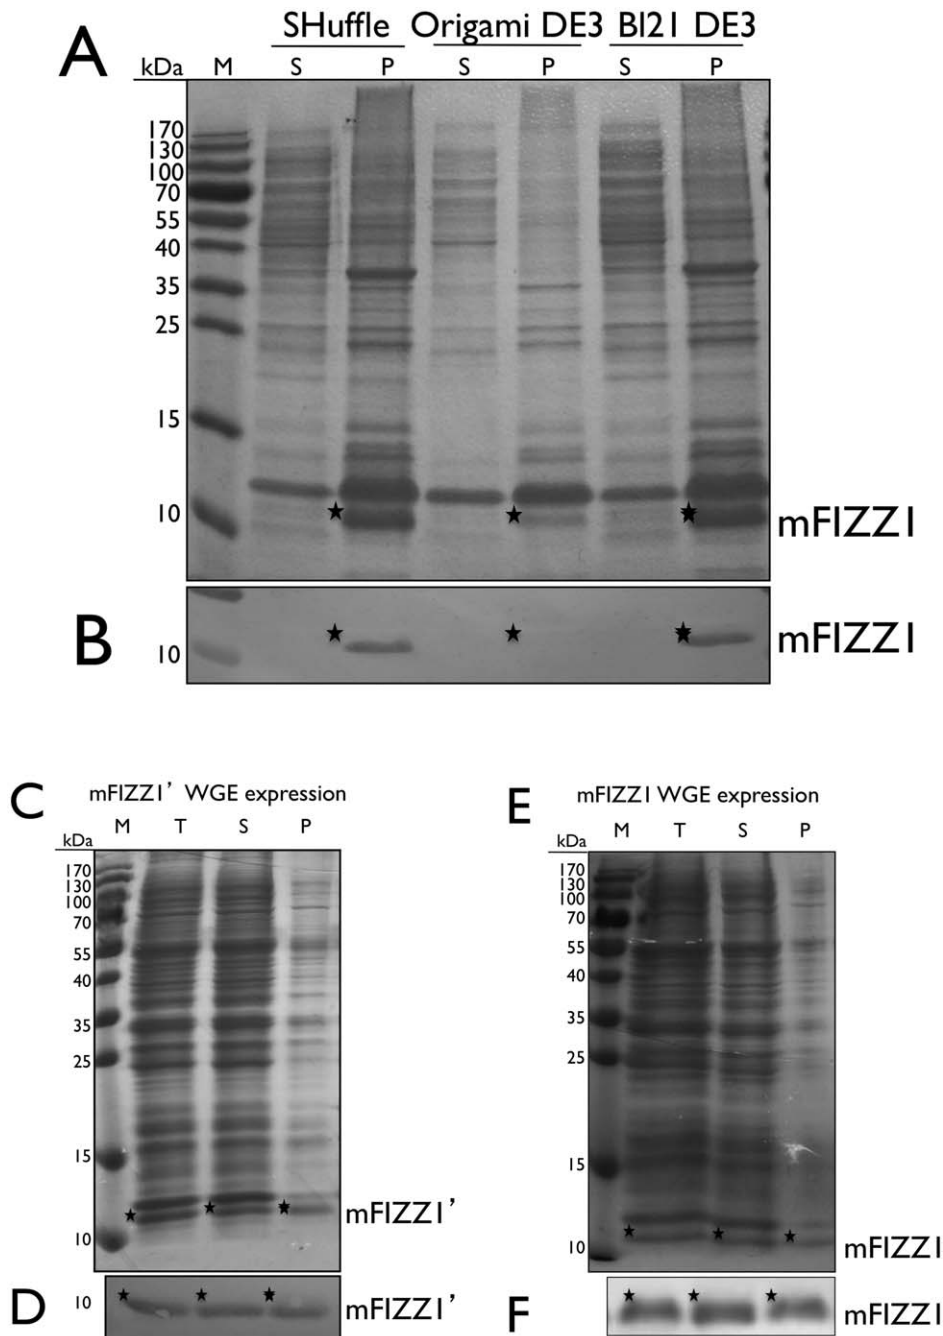 A
SHuffle Origami DE3 Bl21 DE3
kDa M S P S P S P
170
130
100
70
55
40
35
25
15
10
mFIZZ1
B
10
mFIZZ1
C
mFIZZ1' WGE expression
kDa M T S P
170
130
100
70
55
40
35
25
15
10
mFIZZ1'
D
10
mFIZZ1'
E
mFIZZ1 WGE expression
kDa M T S P
170
130
100
70
55
40
35
25
15
10
mFIZZ1
F
mFIZZ1